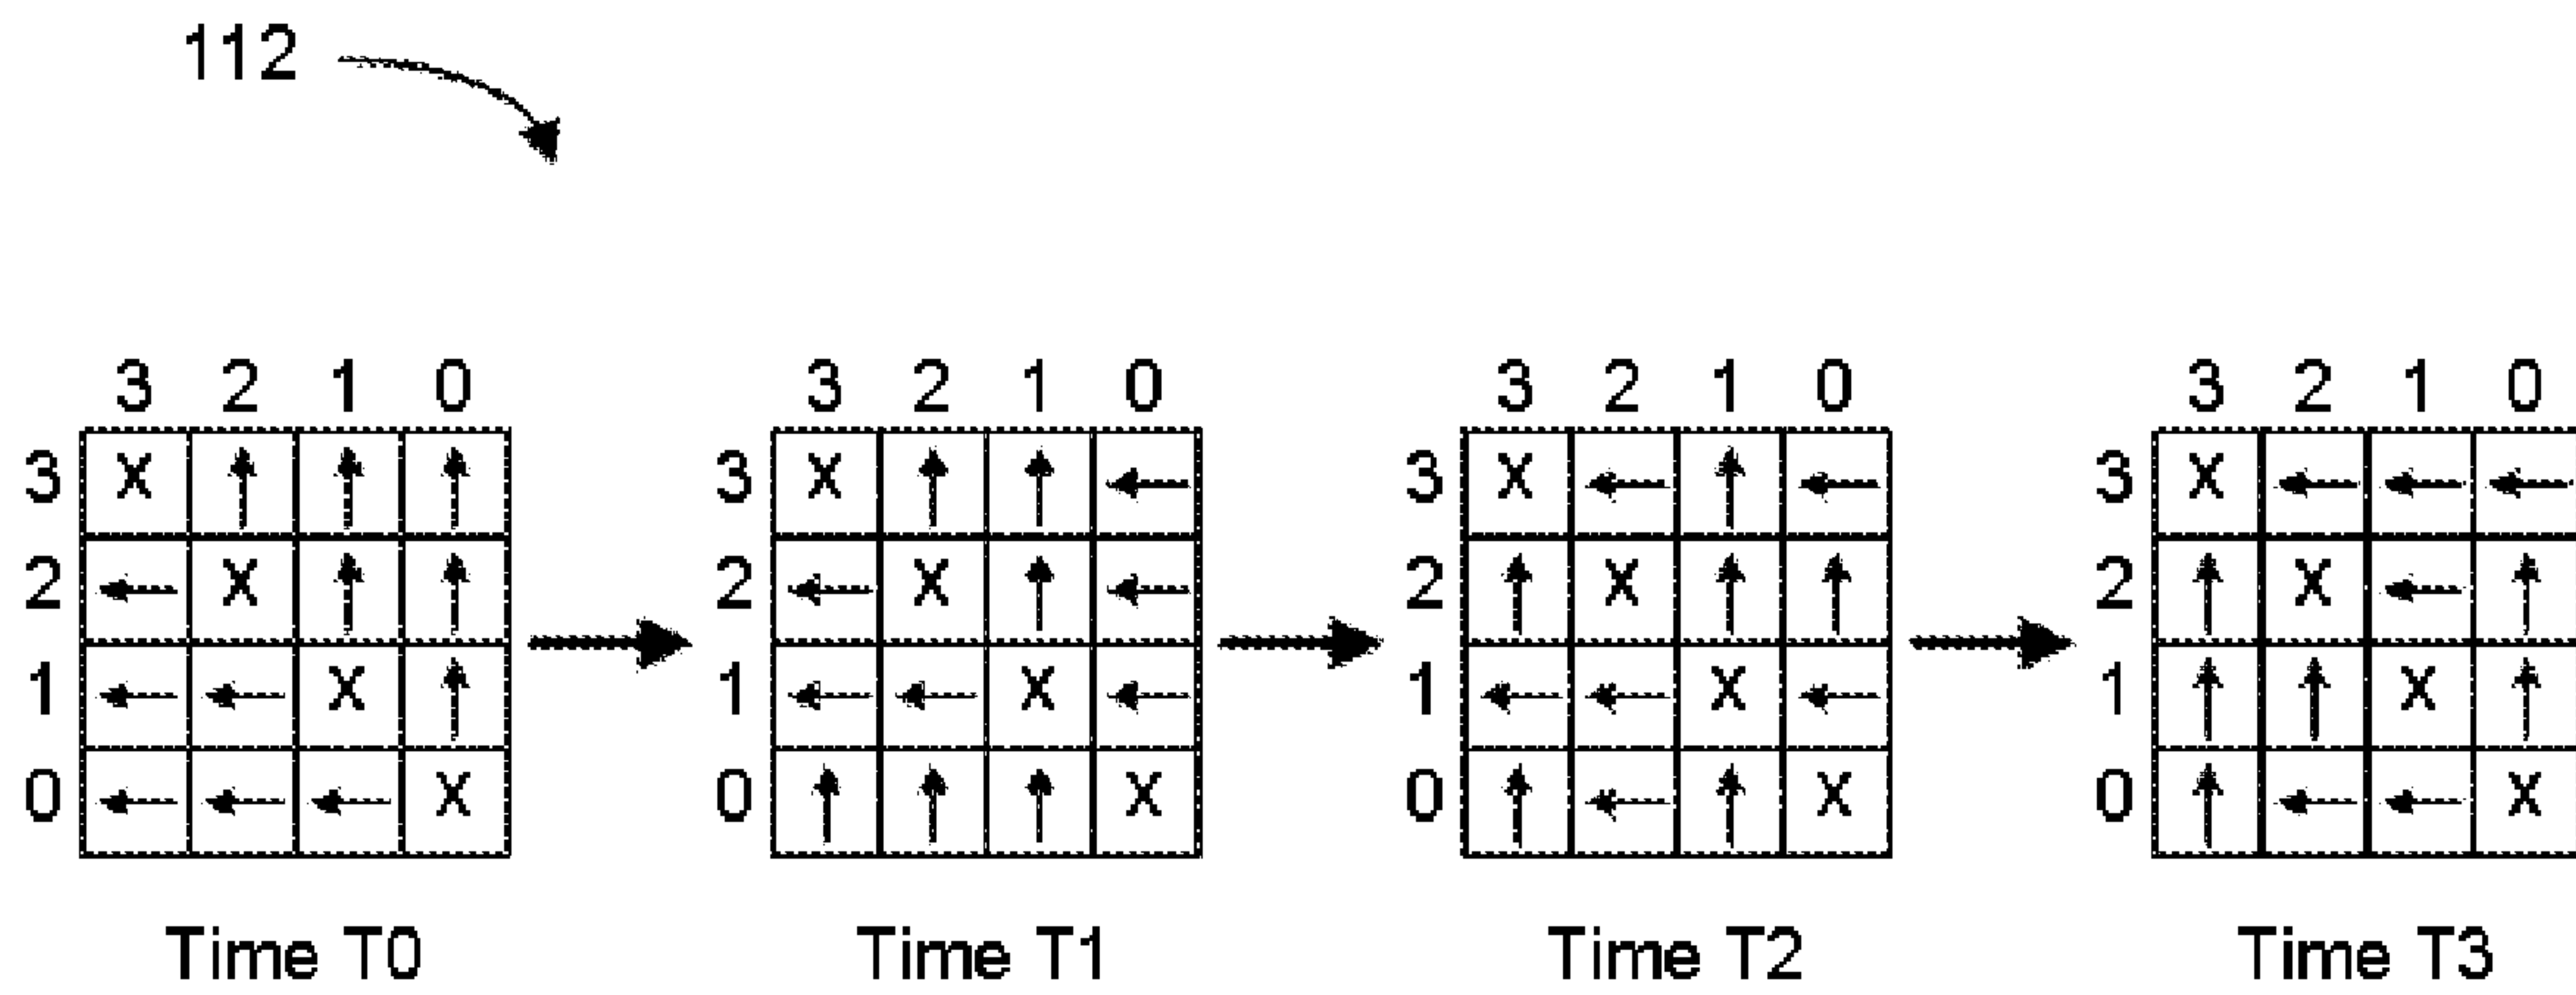 112
3 2 1 0 3 2 1 0 3 2 1 0 3 2 1 0
3 X ↑ ↑ ↑ 3 X ↑ ↑ ← 3 X ← ↑ ← 3 X ← ← ←
2 ← X ↑ ↑ 2 ← X ↑ ← 2 ↑ X ↑ ↑ 2 ↑ X ← ↑
1 ← ← X ↑ 1 ← ← X ← 1 ← ← X ← 1 ↑ ↑ X ↑
0 ← ← ← X 0 ↑ ↑ ↑ X 0 ↑ ← ↑ X 0 ↑ ← ← X
Time T0 Time T1 Time T2 Time T3